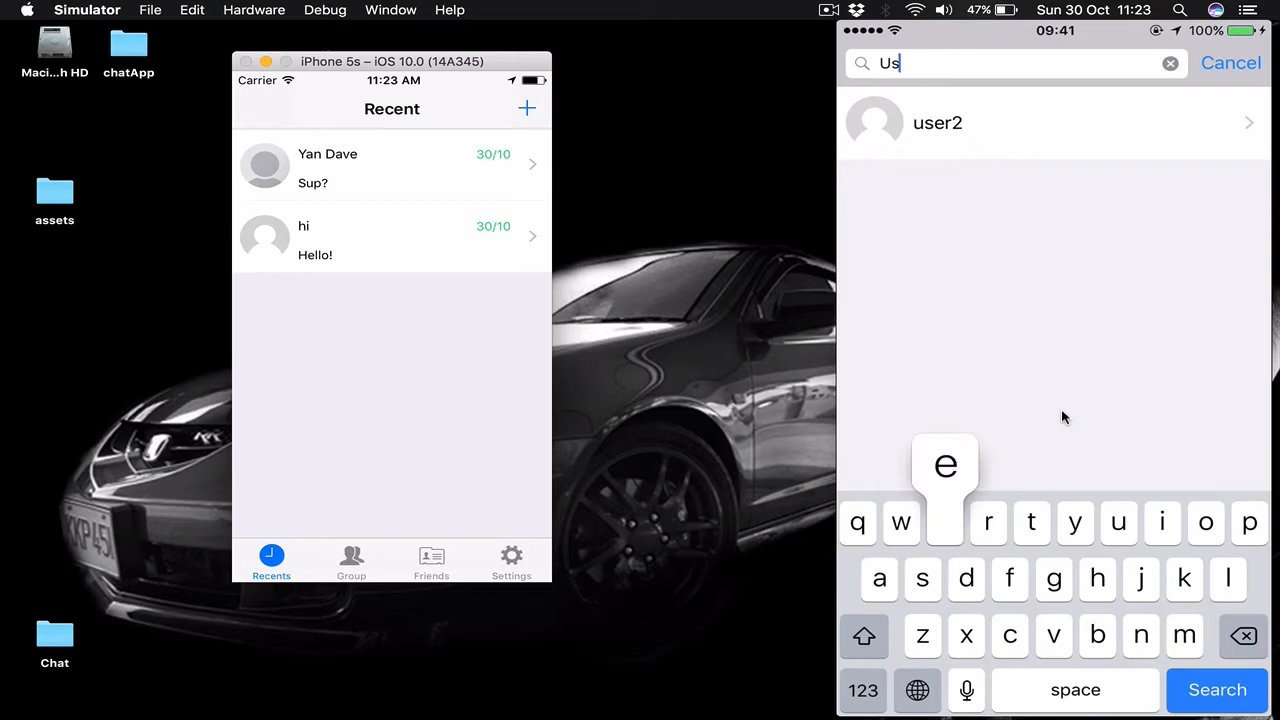 Simulator File Edit Hardware Debug Window Help
47% Sun 30 Oct 11:23
Maci...h HD
chatApp
assets
Chat
iPhone 5s – iOS 10.0 (14A345)
Carrier 11:23 AM
Recent +
Yan Dave 30/10
Sup?
hi 30/10
Hello!
Recents Group Friends Settings
KKP45
09:41 100%
Us Cancel
user2
e
q w r t y u i o p
a s d f g h j k l
z x c v b n m
123 space Search